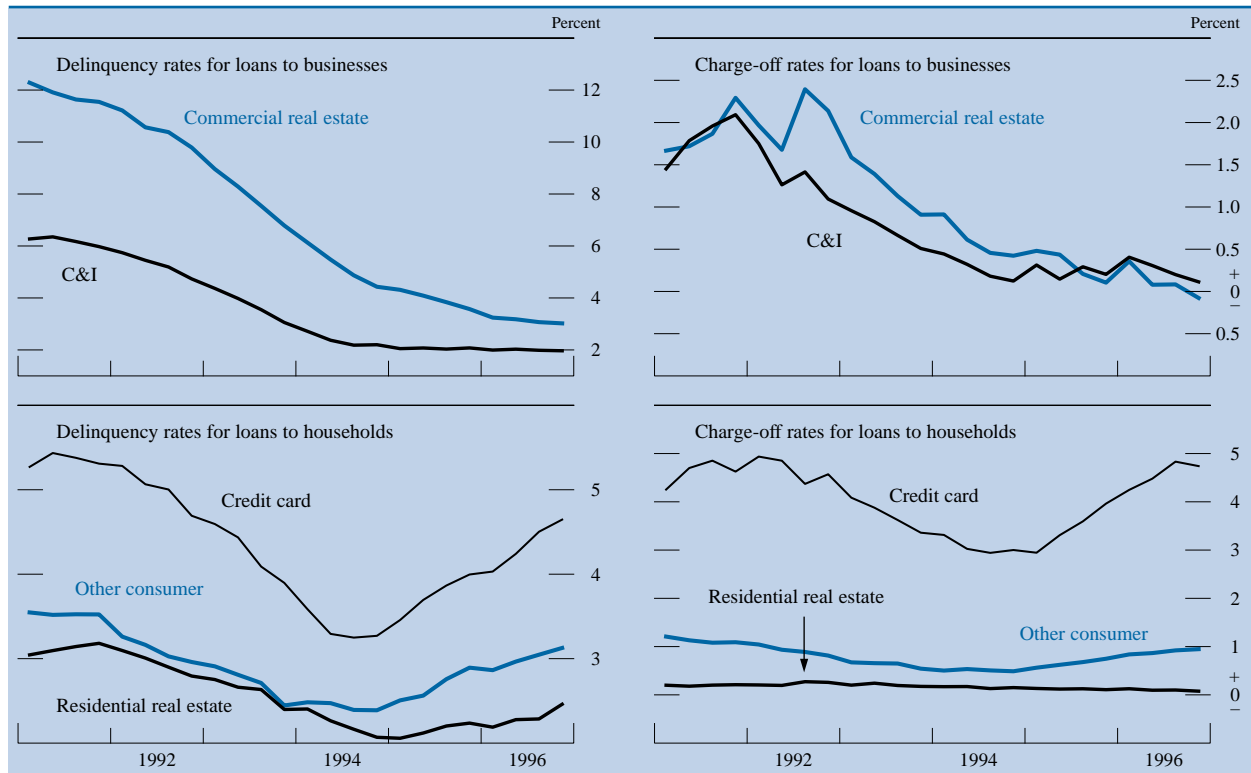 Percent
Delinquency rates for loans to businesses
12
Commercial real estate
10
8
6
C&I
4
2
Percent
Charge-off rates for loans to businesses
2.5
2.0
Commercial real estate
1.5
1.0
C&I
0.5
+
0
–
0.5
Delinquency rates for loans to households
Credit card
5
4
Other consumer
3
Residential real estate
1992 1994 1996
Charge-off rates for loans to households
5
Credit card
4
3
Residential real estate
2
Other consumer
1
+
0
–
1992 1994 1996